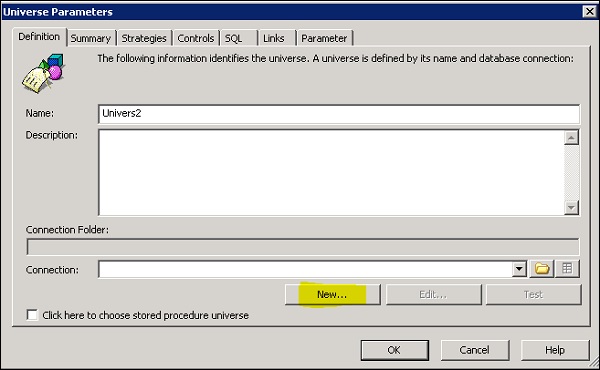 Universe Parameters
Definition Summary Strategies Controls SQL Links Parameter
The following information identifies the universe. A universe is defined by its name and database connection:
Name: Univers2
Description:
Connection Folder:
Connection:
New... Edit... Test
Click here to choose stored procedure universe
OK Cancel Help